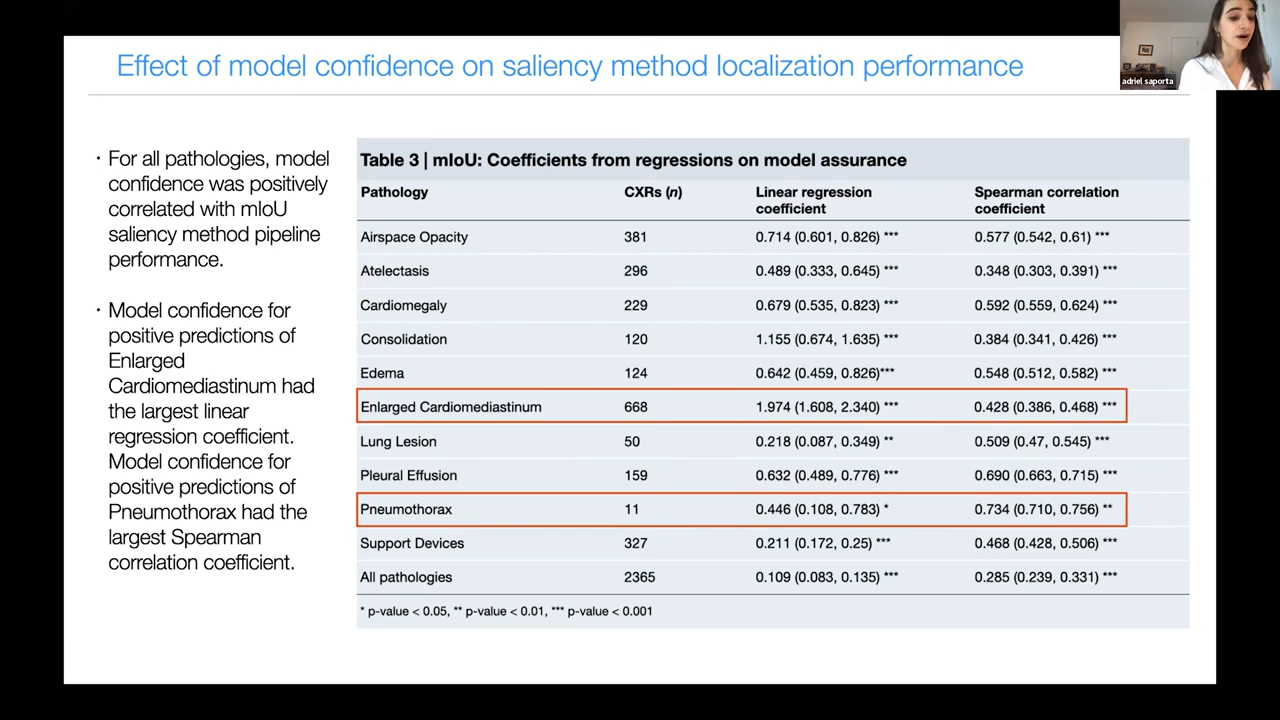 Effect of model confidence on saliency method localization performance
adriel saporta
· For all pathologies, model
confidence was positively
correlated with mIoU
saliency method pipeline
performance.
· Model confidence for
positive predictions of
Enlarged
Cardiomediastinum had
the largest linear
regression coefficient.
Model confidence for
positive predictions of
Pneumothorax had the
largest Spearman
correlation coefficient.
Table 3 | mIoU: Coefficients from regressions on model assurance
Pathology CXRs (n) Linear regression coefficient Spearman correlation coefficient
Airspace Opacity 381 0.714 (0.601, 0.826) *** 0.577 (0.542, 0.61) ***
Atelectasis 296 0.489 (0.333, 0.645) *** 0.348 (0.303, 0.391) ***
Cardiomegaly 229 0.679 (0.535, 0.823) *** 0.592 (0.559, 0.624) ***
Consolidation 120 1.155 (0.674, 1.635) *** 0.384 (0.341, 0.426) ***
Edema 124 0.642 (0.459, 0.826)*** 0.548 (0.512, 0.582) ***
Enlarged Cardiomediastinum 668 1.974 (1.608, 2.340) *** 0.428 (0.386, 0.468) ***
Lung Lesion 50 0.218 (0.087, 0.349) ** 0.509 (0.47, 0.545) ***
Pleural Effusion 159 0.632 (0.489, 0.776) *** 0.690 (0.663, 0.715) ***
Pneumothorax 11 0.446 (0.108, 0.783) * 0.734 (0.710, 0.756) **
Support Devices 327 0.211 (0.172, 0.25) *** 0.468 (0.428, 0.506) ***
All pathologies 2365 0.109 (0.083, 0.135) *** 0.285 (0.239, 0.331) ***
* p-value < 0.05, ** p-value < 0.01, *** p-value < 0.001